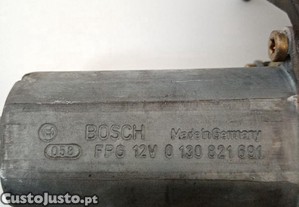 BOSCH Made in Germany
058 FPG 12V 0 130 821 691
CustoJusto.pt